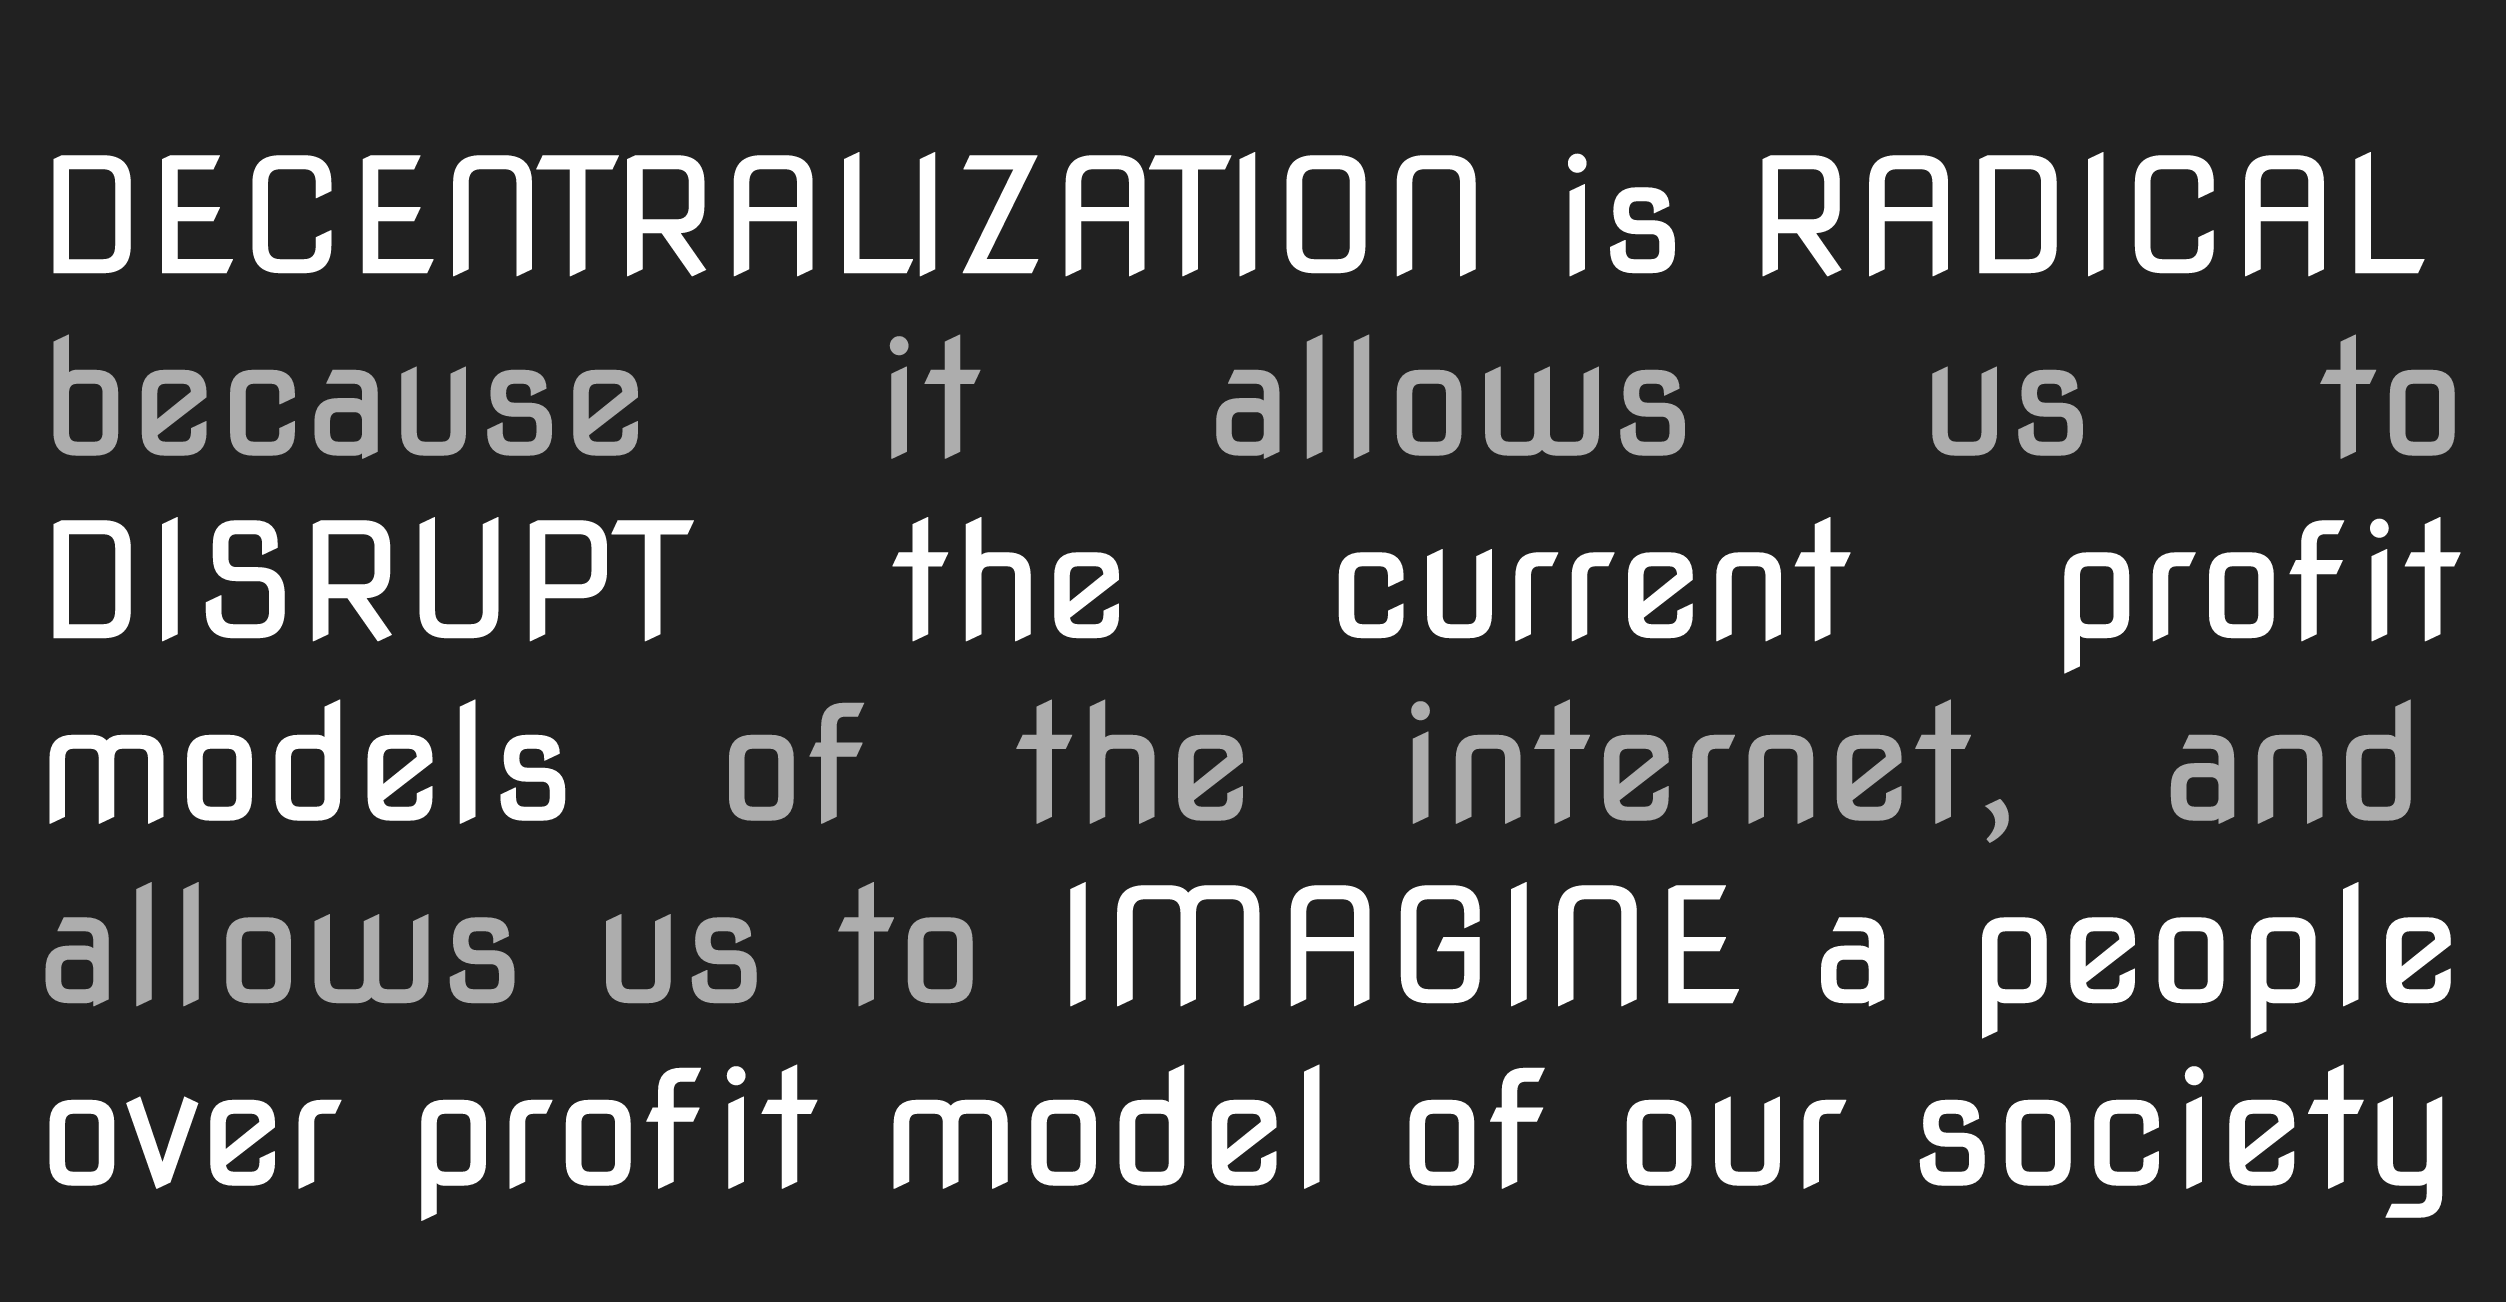 DECENTRALIZATION is RADICAL
because it allows us to
DISRUPT the current profit
models of the internet, and
allows us to IMAGINE a people
over profit model of our society